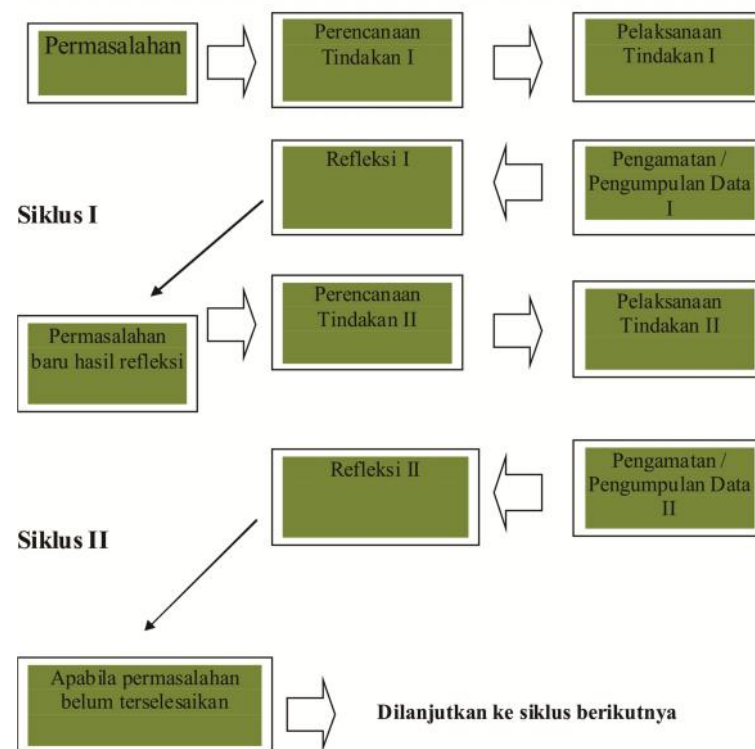 Permasalahan
Perencanaan
Tindakan I
Pelaksanaan
Tindakan I
Refleksi I
Pengamatan /
Pengumpulan Data
I
Siklus I
Permasalahan
baru hasil refleksi
Perencanaan
Tindakan II
Pelaksanaan
Tindakan II
Refleksi II
Pengamatan /
Pengumpulan Data
II
Siklus II
Apabila permasalahan
belum terselesaikan
Dilanjutkan ke siklus berikutnya